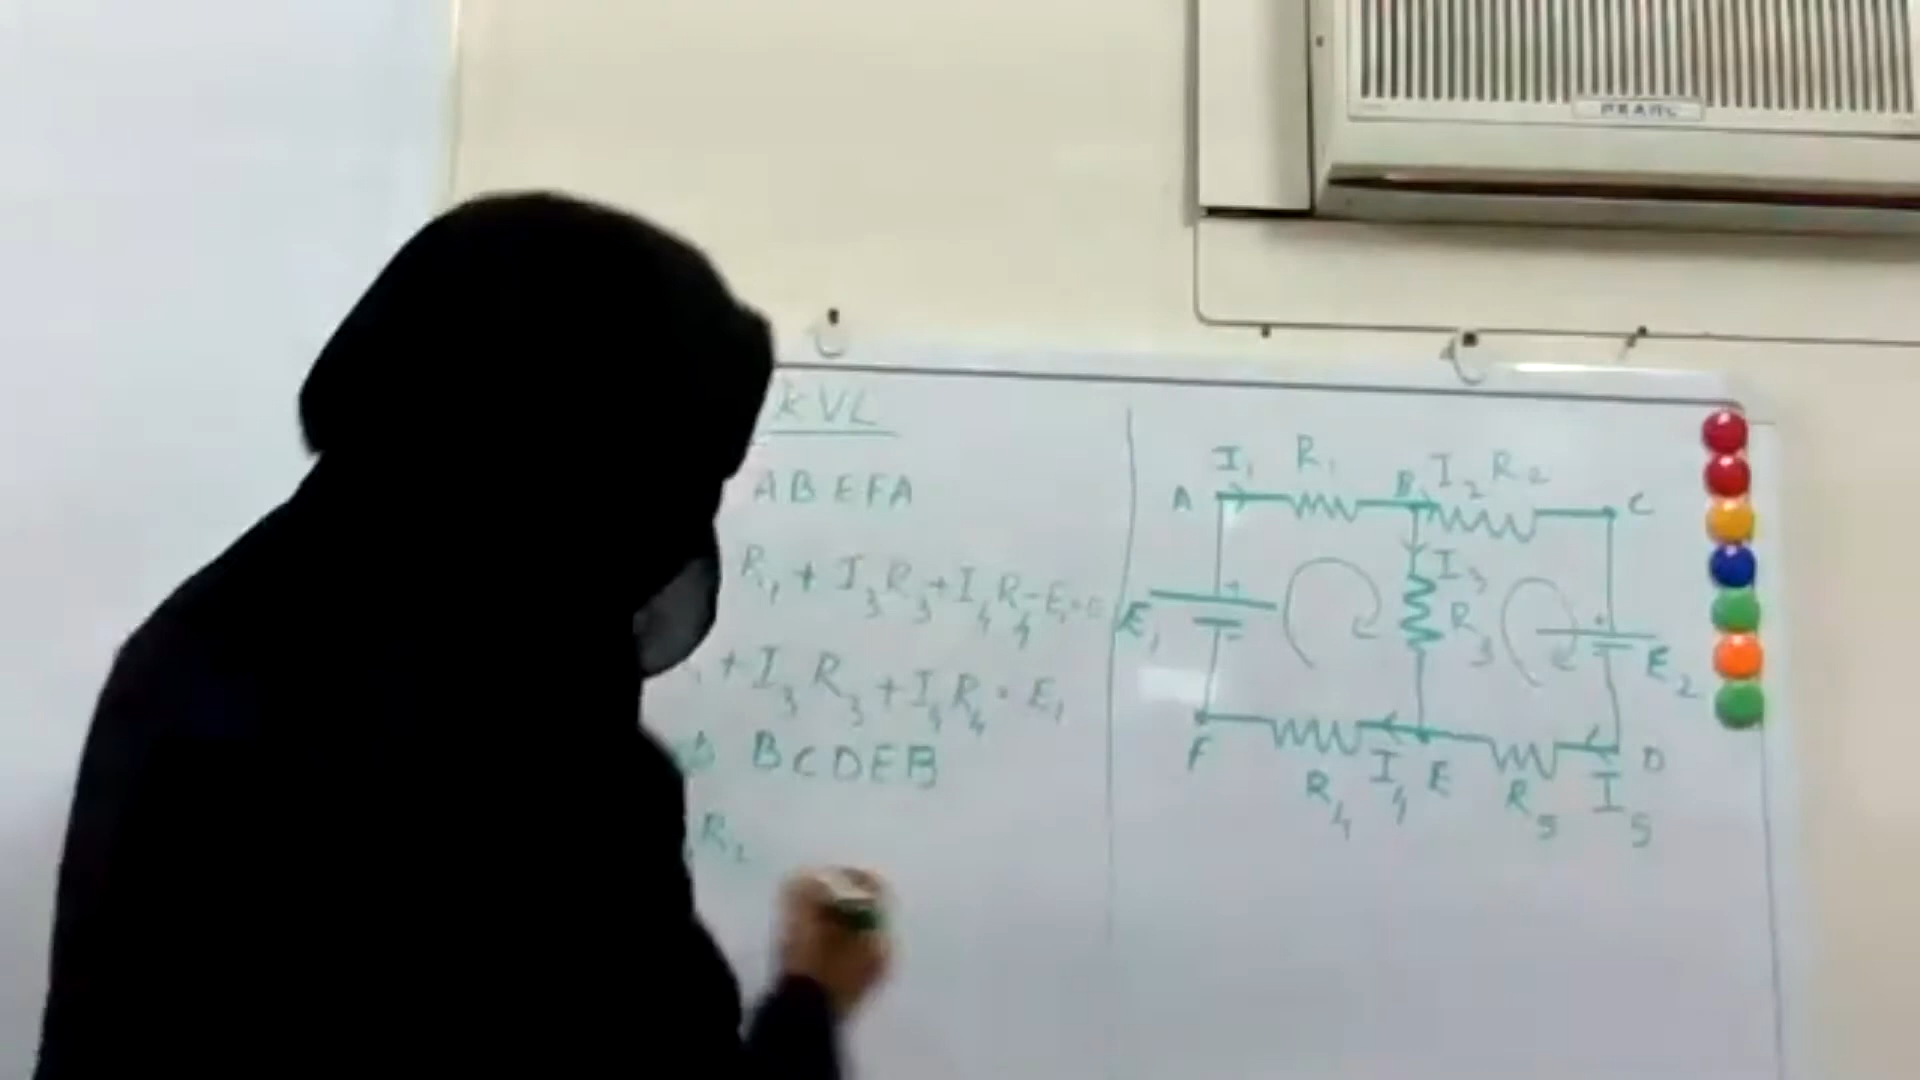 PEARL
KVL
ABEFA
R₁ + I₃R₃ + I₄R₄ - E₁ =
+ I₃R₃ + I₄R₄ = E₁
BCDEB
R₂
I₁ R₁ B I₂ R₂
A C
I₃
E₁ R₃ E₂
F R₄ I₄ E R₅ I₅ D